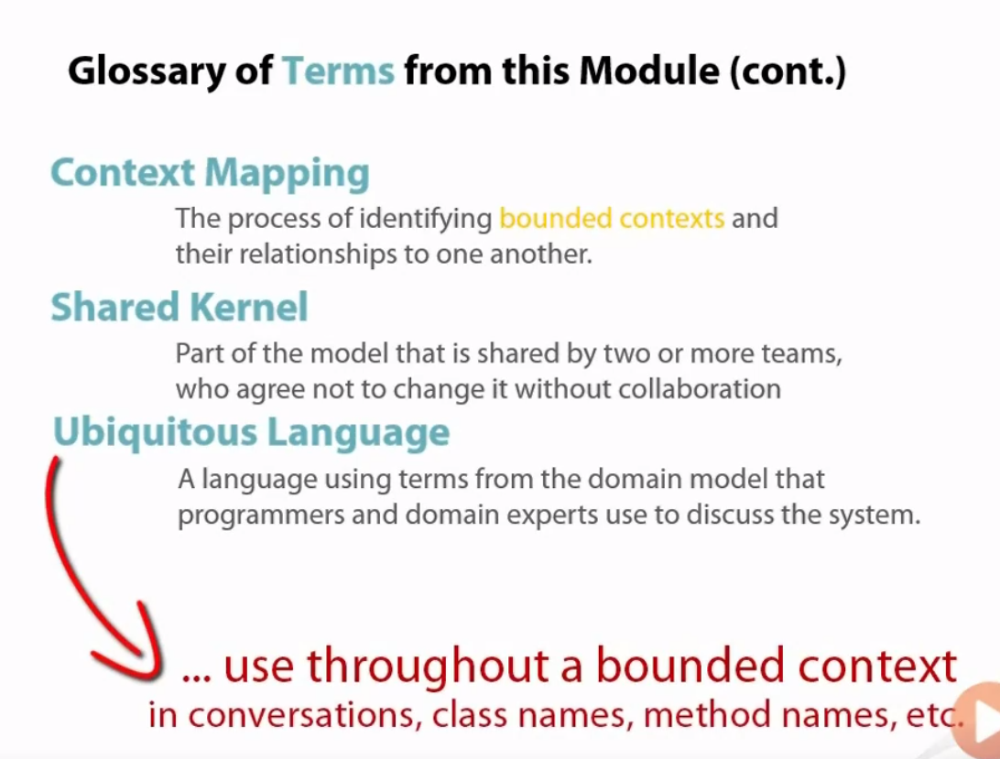 Glossary of Terms from this Module (cont.)
Context Mapping
The process of identifying bounded contexts and
their relationships to one another.
Shared Kernel
Part of the model that is shared by two or more teams,
who agree not to change it without collaboration
Ubiquitous Language
A language using terms from the domain model that
programmers and domain experts use to discuss the system.
... use throughout a bounded context
in conversations, class names, method names, etc.